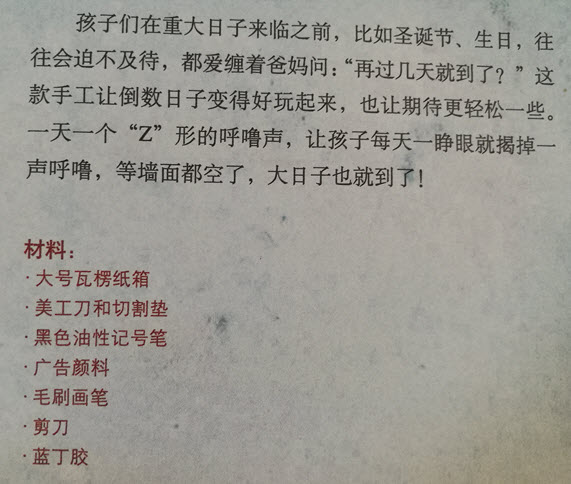 孩子们在重大日子来临之前，比如圣诞节、生日，往
往会迫不及待，都爱缠着爸妈问：“再过几天就到了？”这
款手工让倒数日子变得好玩起来，也让期待更轻松一些。
一天一个“Z”形的呼噜声，让孩子每天一睁眼就揭掉一
声呼噜，等墙面都空了，大日子也就到了！
材料：
·大号瓦楞纸箱
·美工刀和切割垫
·黑色油性记号笔
·广告颜料
·毛刷画笔
·剪刀
·蓝丁胶